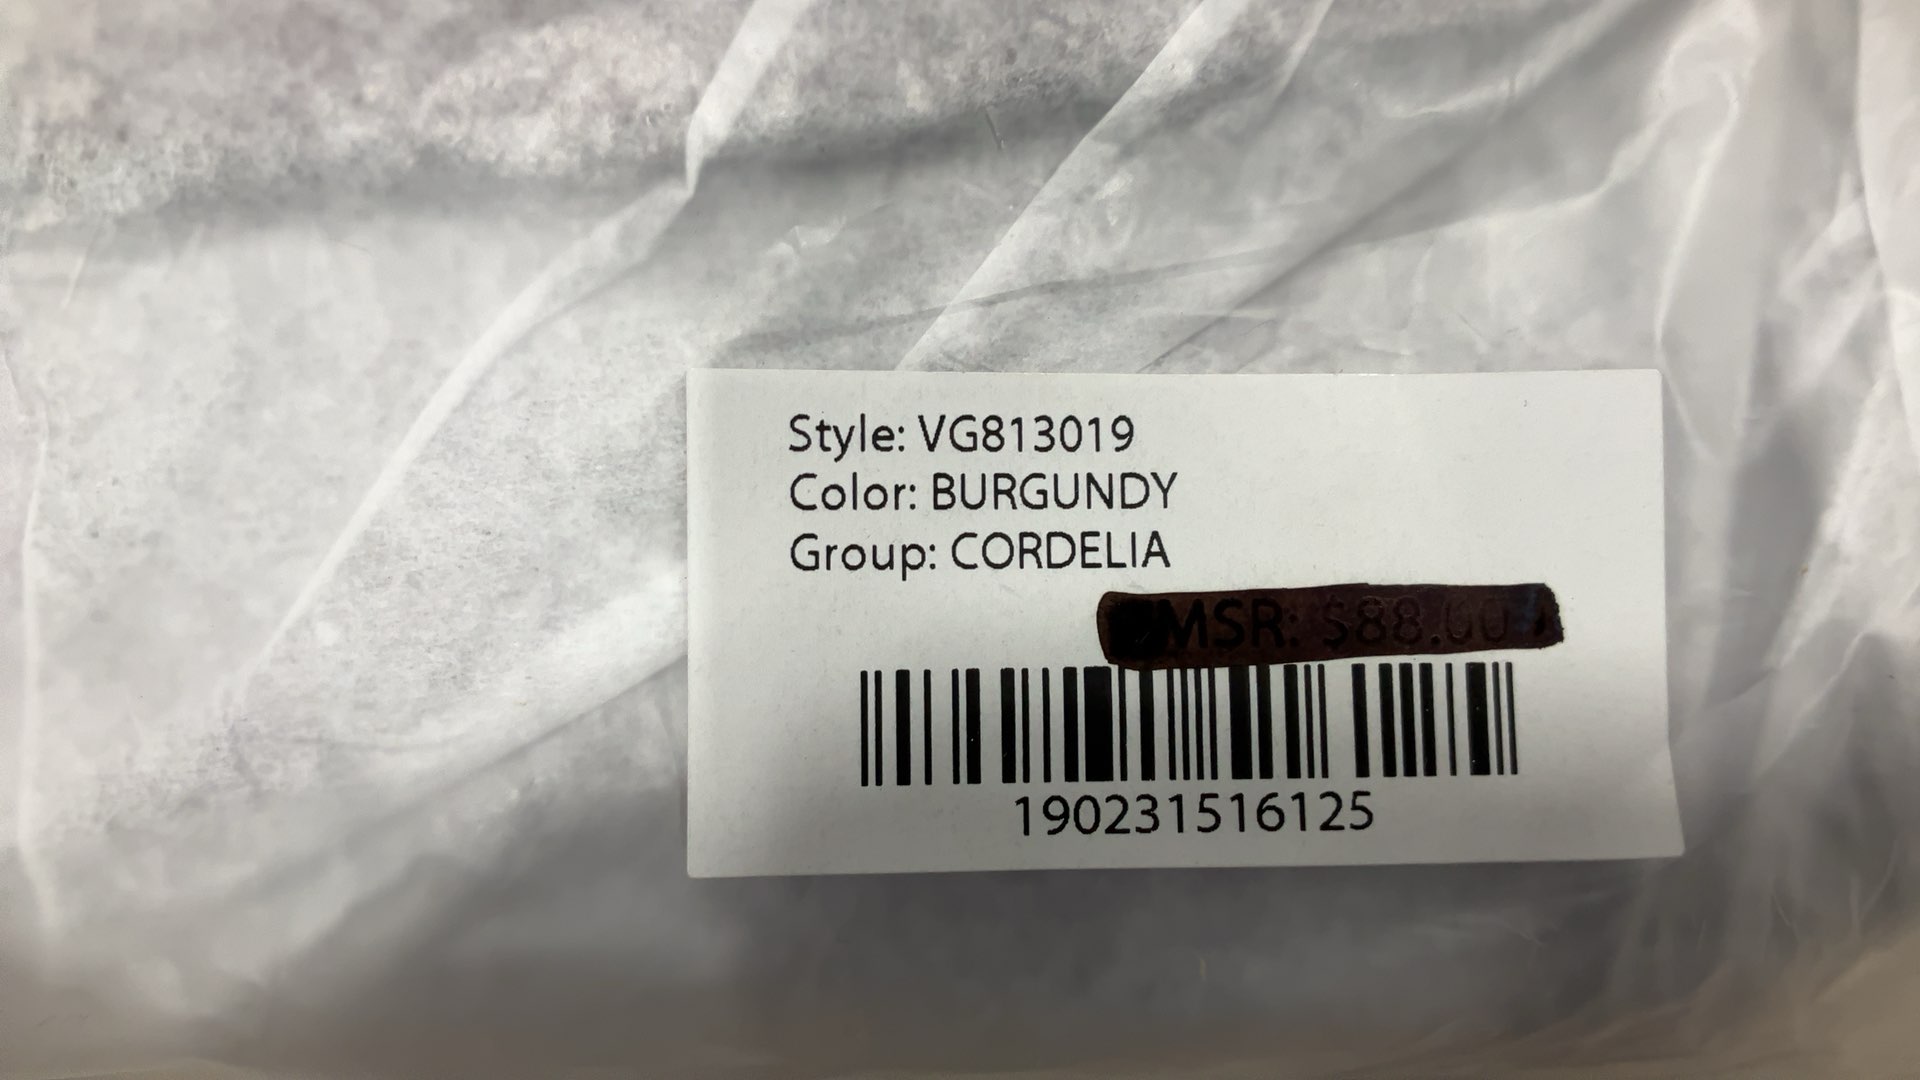 Style: VG813019
Color: BURGUNDY
Group: CORDELIA
MSR: $88.00
190231516125